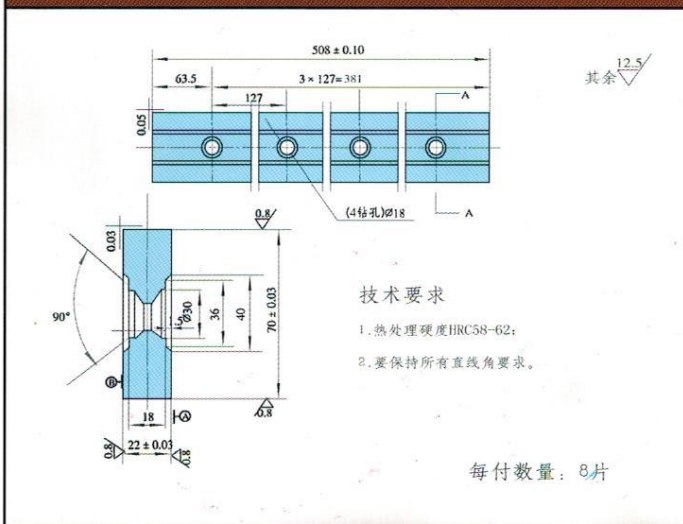 508 ± 0.10
63.5
3 × 127=381
127
A
其余 12.5
0.05
(4钻孔)Ø18
A
0.8
0.03
90°
5
Ø30
36
40
70 ± 0.03
技术要求
1.热处理硬度HRC58-62;
2.要保持所有直线角要求。
B
18
A
0.8
0.8
22 ± 0.03
0.8
每付数量: 8片